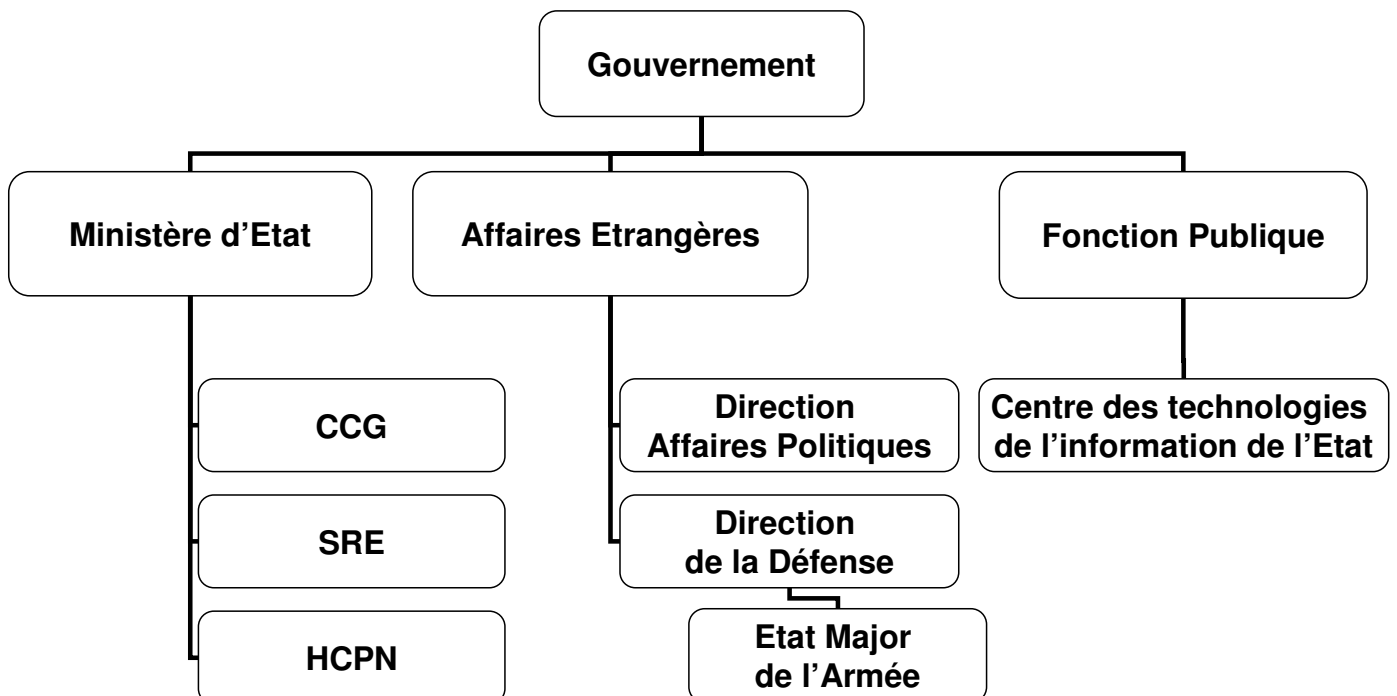 Gouvernement
Ministère d’Etat
Affaires Etrangères
Fonction Publique
CCG
SRE
HCPN
Direction
Affaires Politiques
Direction
de la Défense
Etat Major
de l’Armée
Centre des technologies
de l’information de l’Etat